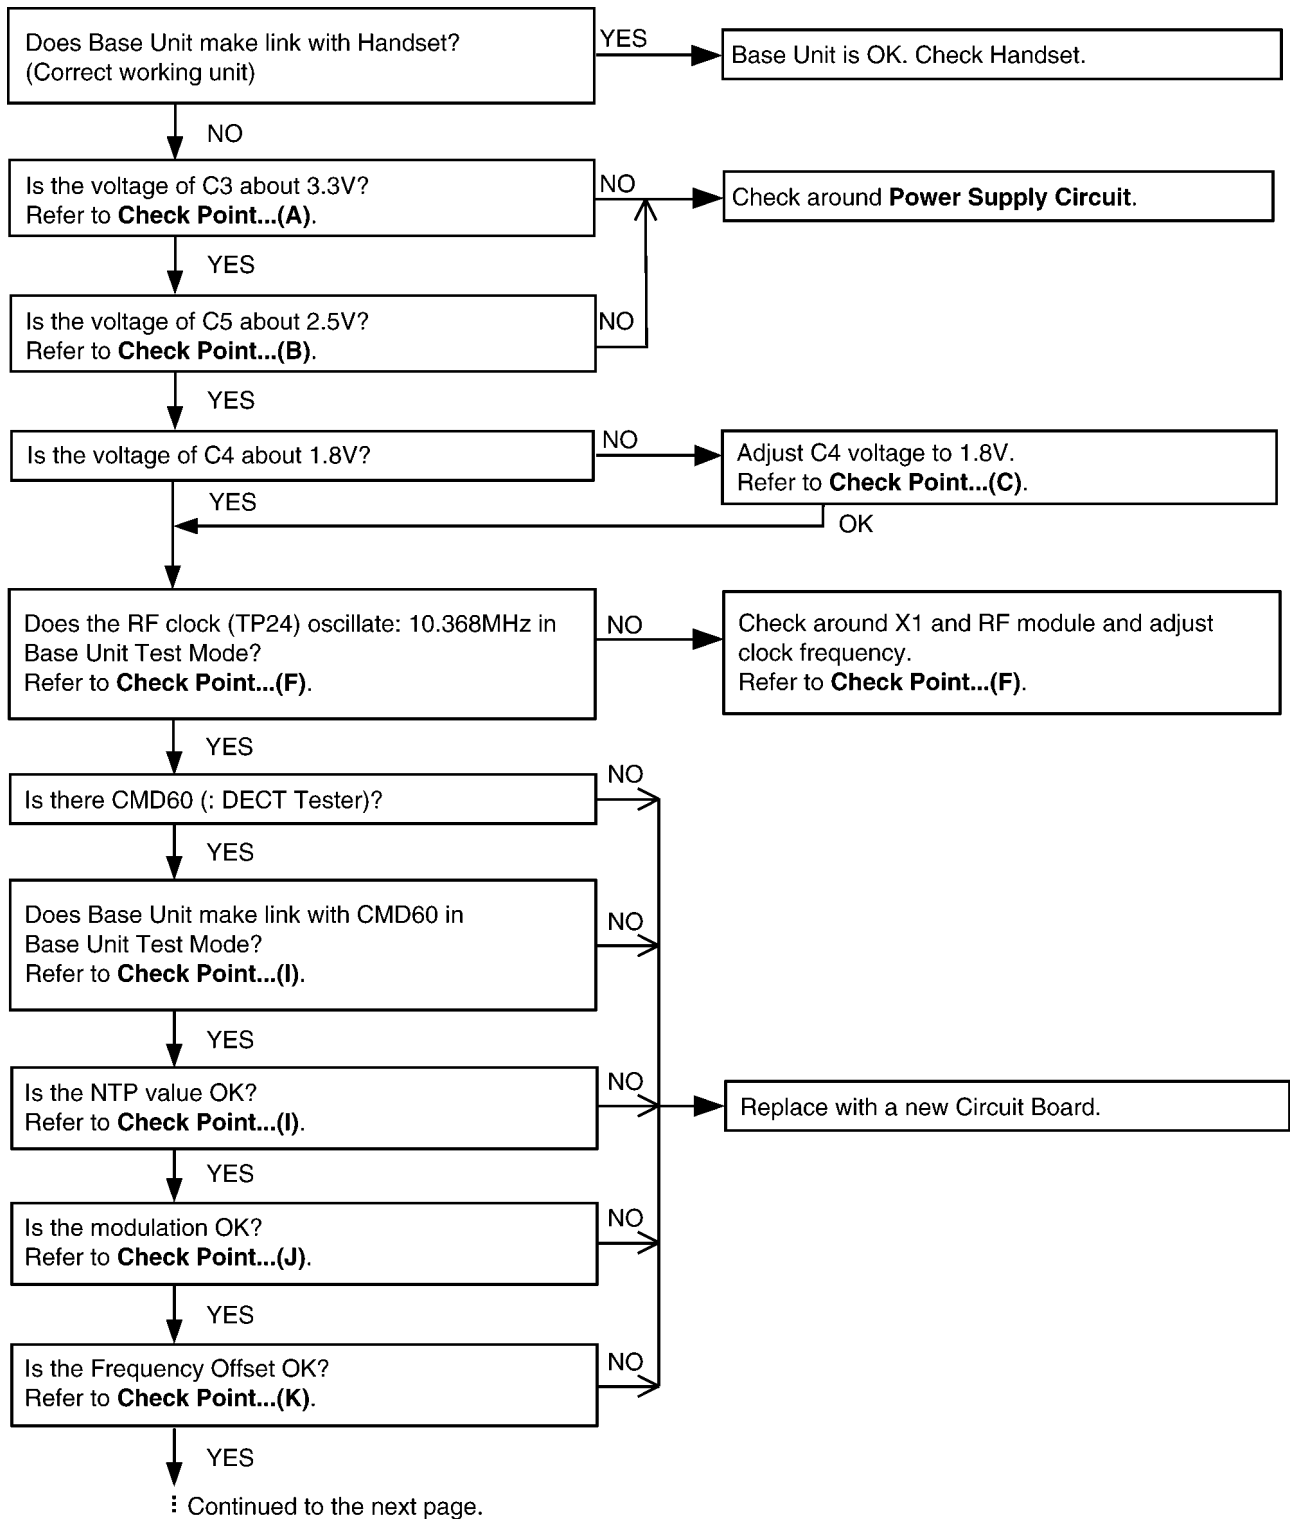 Does Base Unit make link with Handset?
(Correct working unit)
YES
Base Unit is OK. Check Handset.
NO
Is the voltage of C3 about 3.3V?
Refer to Check Point...(A).
NO
Check around Power Supply Circuit.
YES
Is the voltage of C5 about 2.5V?
Refer to Check Point...(B).
NO
YES
Is the voltage of C4 about 1.8V?
NO
Adjust C4 voltage to 1.8V.
Refer to Check Point...(C).
YES
OK
Does the RF clock (TP24) oscillate: 10.368MHz in
Base Unit Test Mode?
Refer to Check Point...(F).
NO
Check around X1 and RF module and adjust
clock frequency.
Refer to Check Point...(F).
YES
Is there CMD60 (: DECT Tester)?
NO
YES
Does Base Unit make link with CMD60 in
Base Unit Test Mode?
Refer to Check Point...(I).
NO
YES
Is the NTP value OK?
Refer to Check Point...(I).
NO
Replace with a new Circuit Board.
YES
Is the modulation OK?
Refer to Check Point...(J).
NO
YES
Is the Frequency Offset OK?
Refer to Check Point...(K).
NO
YES
Continued to the next page.